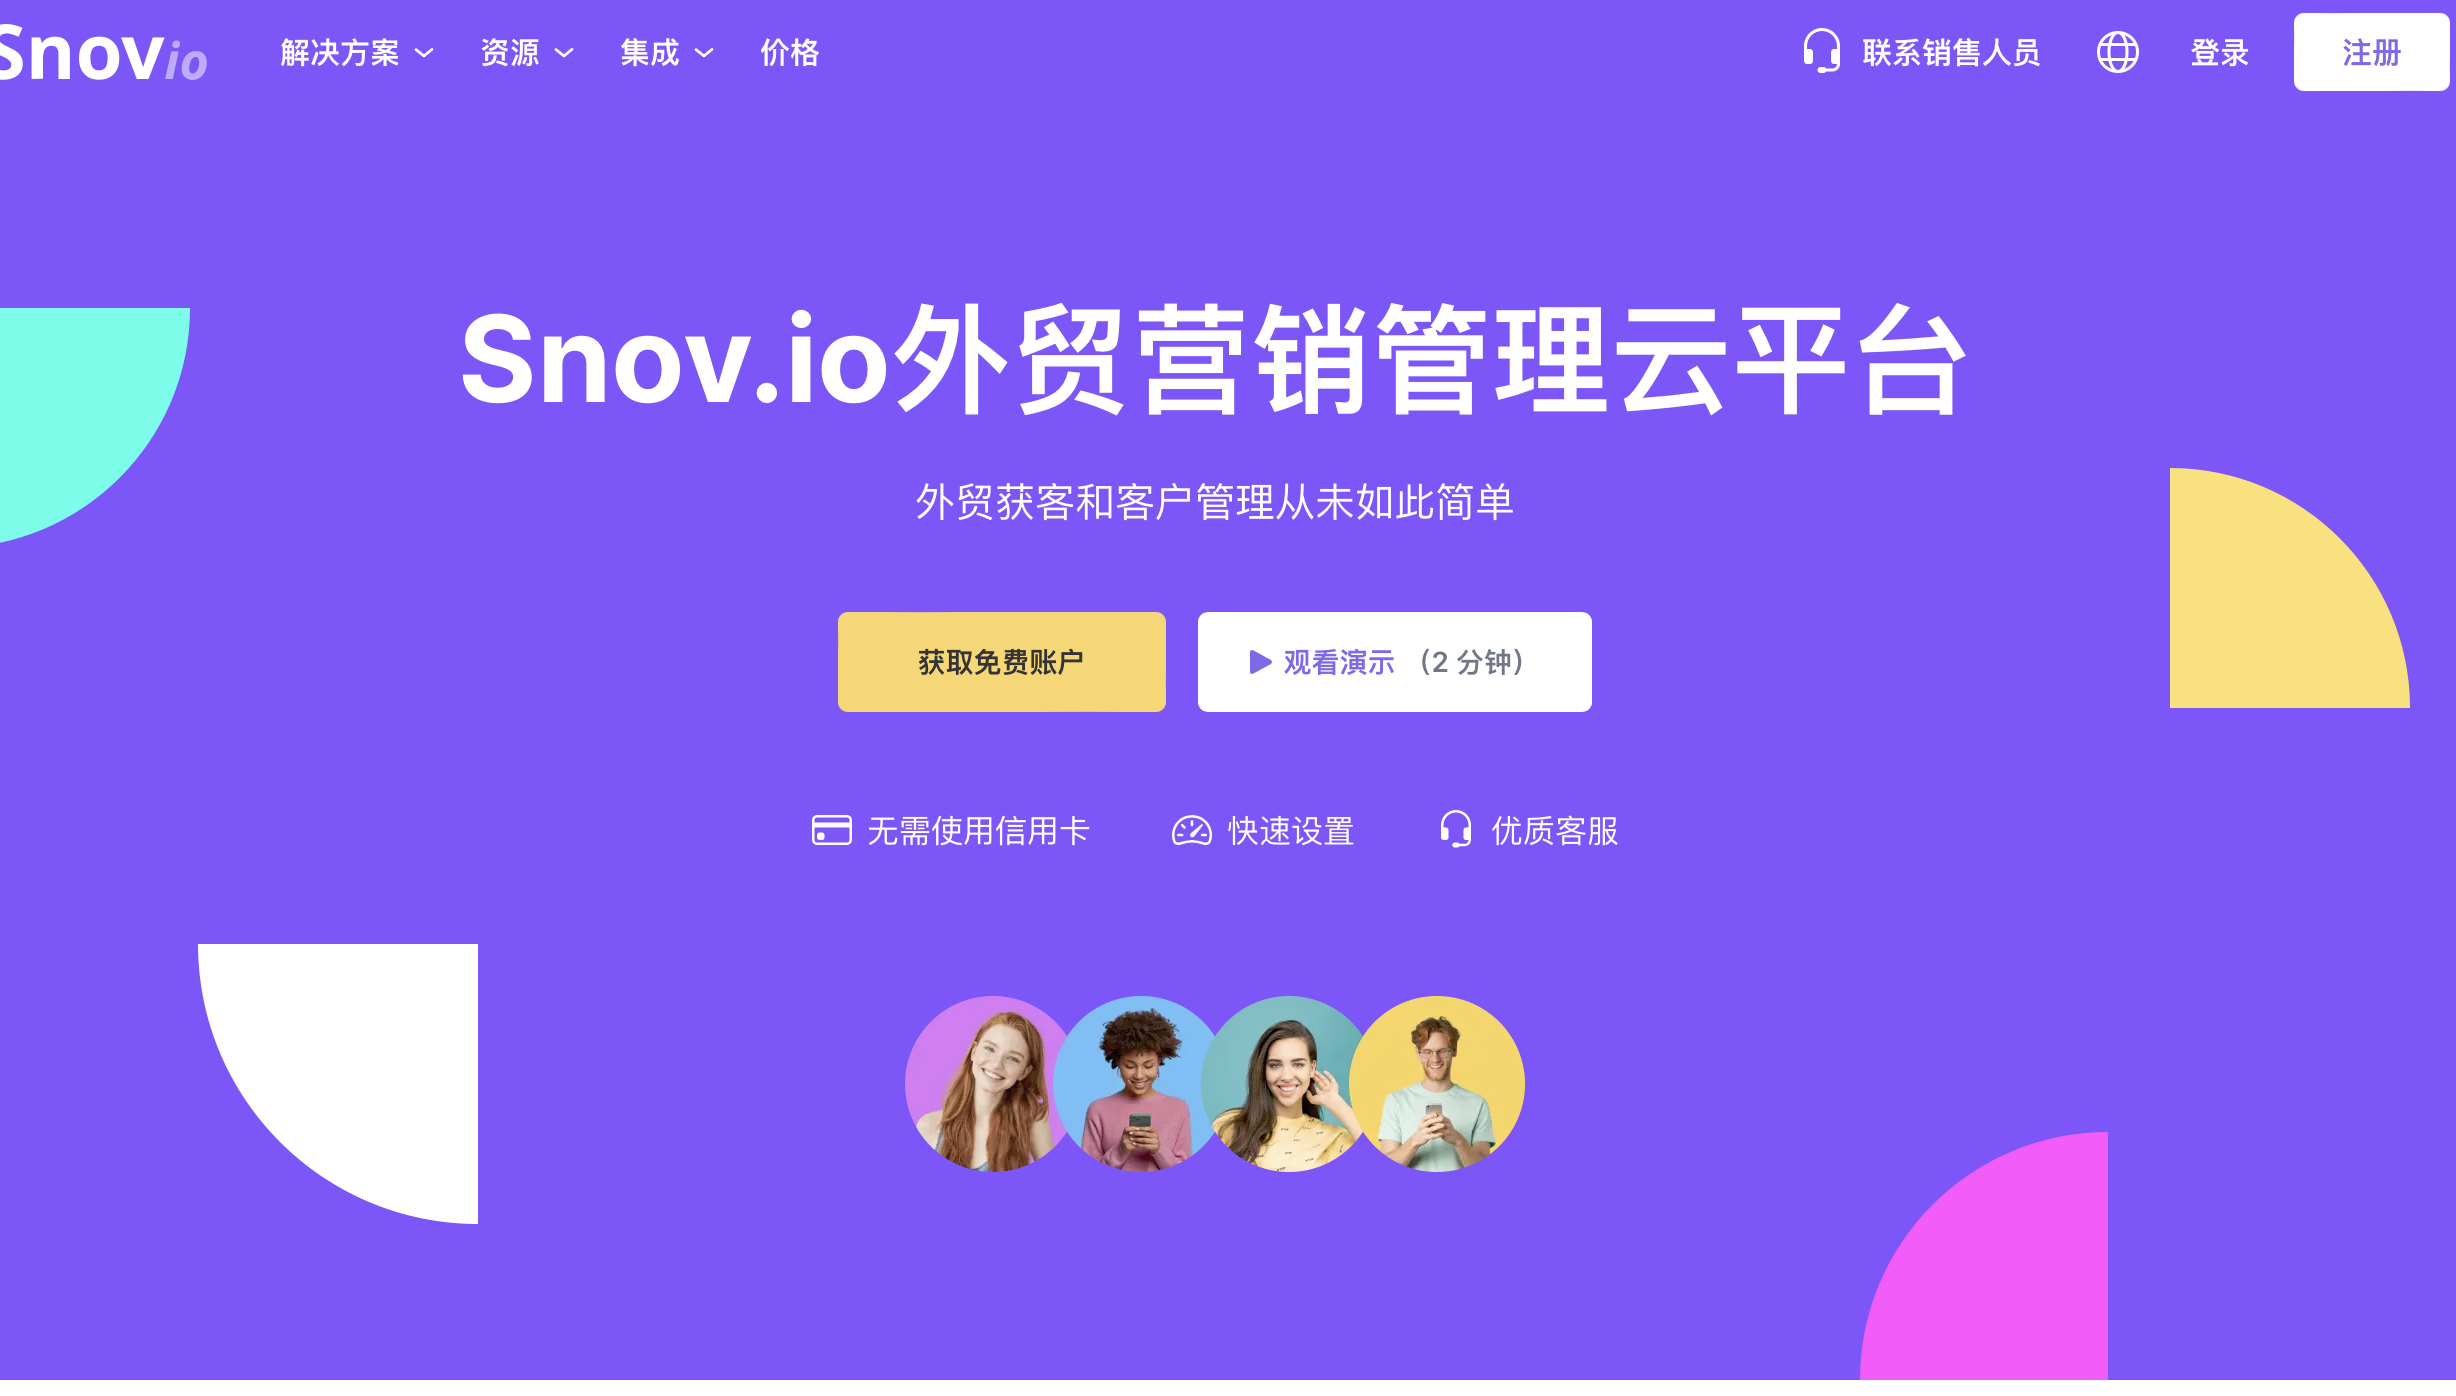 Snovio
解决方案 资源 集成 价格 联系销售人员 登录 注册
Snov.io外贸营销管理云平台
外贸获客和客户管理从未如此简单
获取免费账户 观看演示 （2 分钟）
无需使用信用卡 快速设置 优质客服